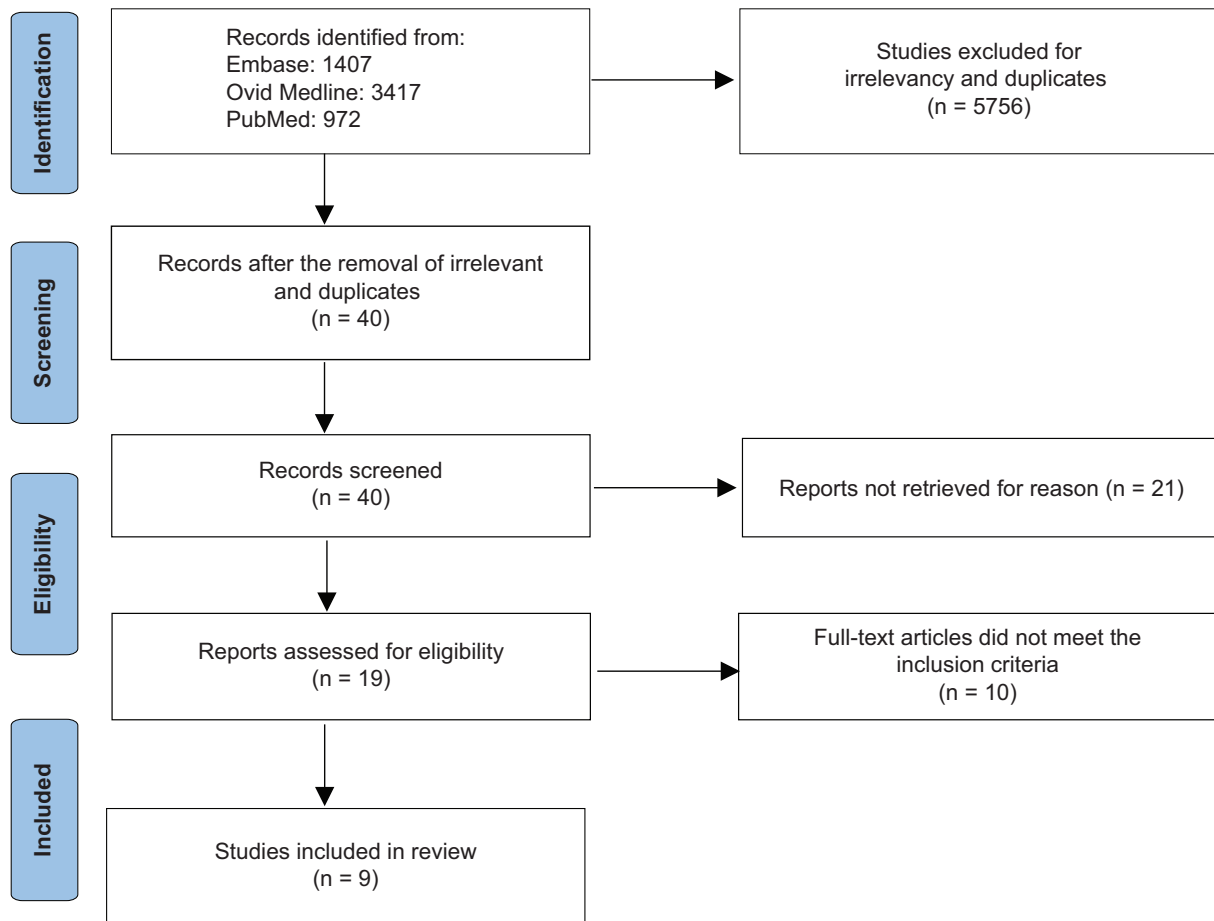 Identification
Records identified from:
Embase: 1407
Ovid Medline: 3417
PubMed: 972
Studies excluded for
irrelevancy and duplicates
(n = 5756)
Screening
Records after the removal of irrelevant
and duplicates
(n = 40)
Eligibility
Records screened
(n = 40)
Reports not retrieved for reason (n = 21)
Reports assessed for eligibility
(n = 19)
Full-text articles did not meet the
inclusion criteria
(n = 10)
Included
Studies included in review
(n = 9)